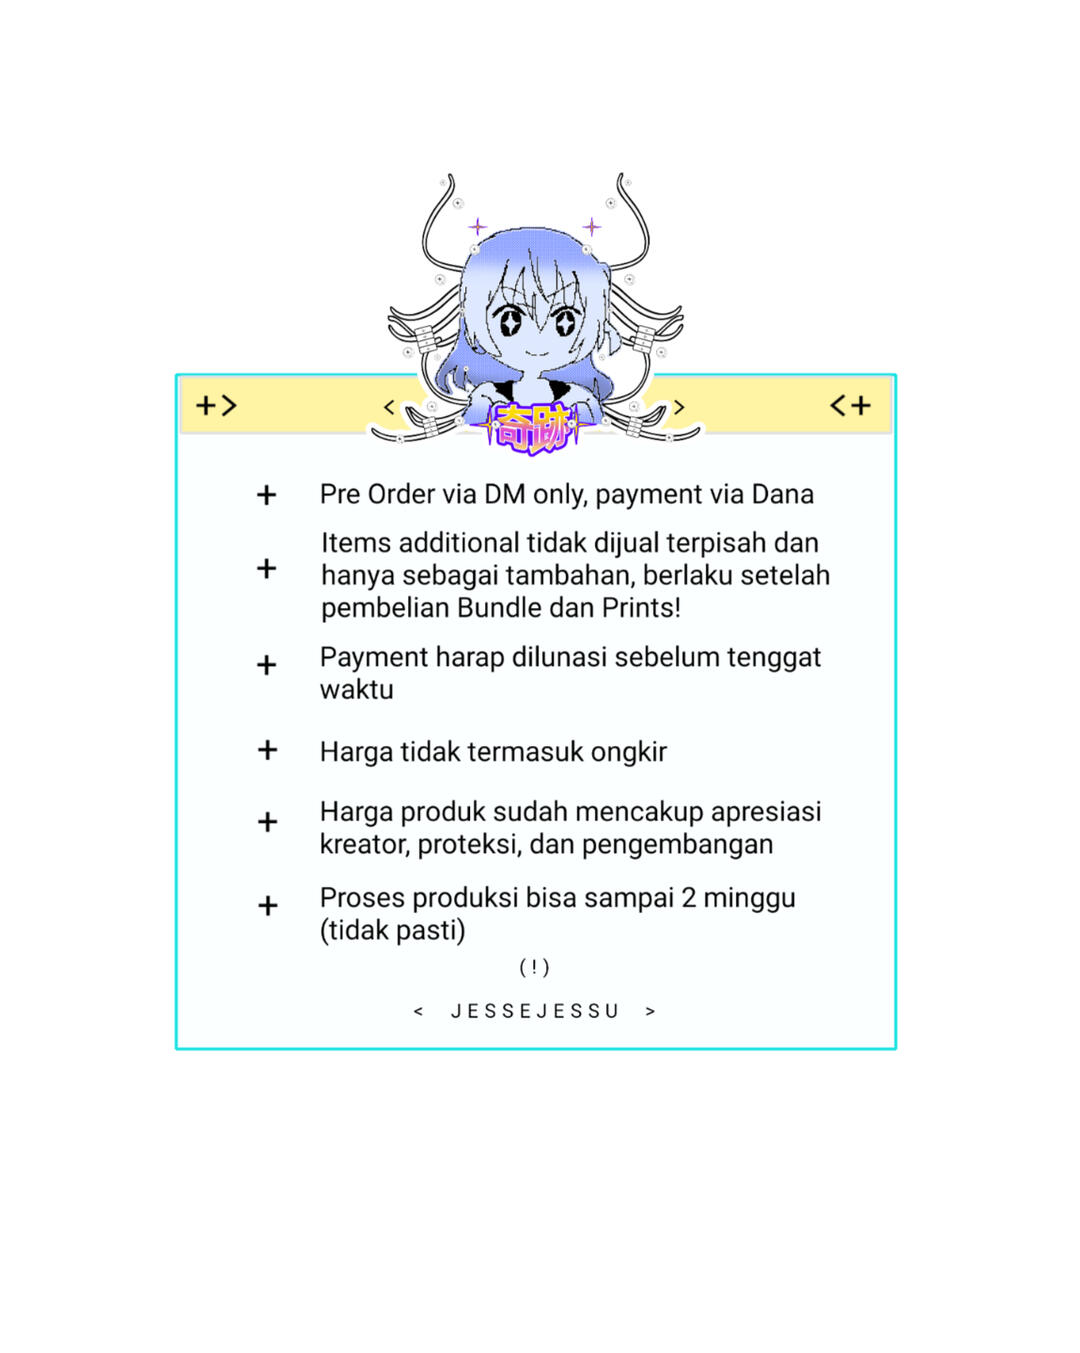 +> < > <+
奇跡
+ Pre Order via DM only, payment via Dana
+ Items additional tidak dijual terpisah dan
hanya sebagai tambahan, berlaku setelah
pembelian Bundle dan Prints!
+ Payment harap dilunasi sebelum tenggat
waktu
+ Harga tidak termasuk ongkir
+ Harga produk sudah mencakup apresiasi
kreator, proteksi, dan pengembangan
+ Proses produksi bisa sampai 2 minggu
(tidak pasti)
(!)
< JESSEJESSU >